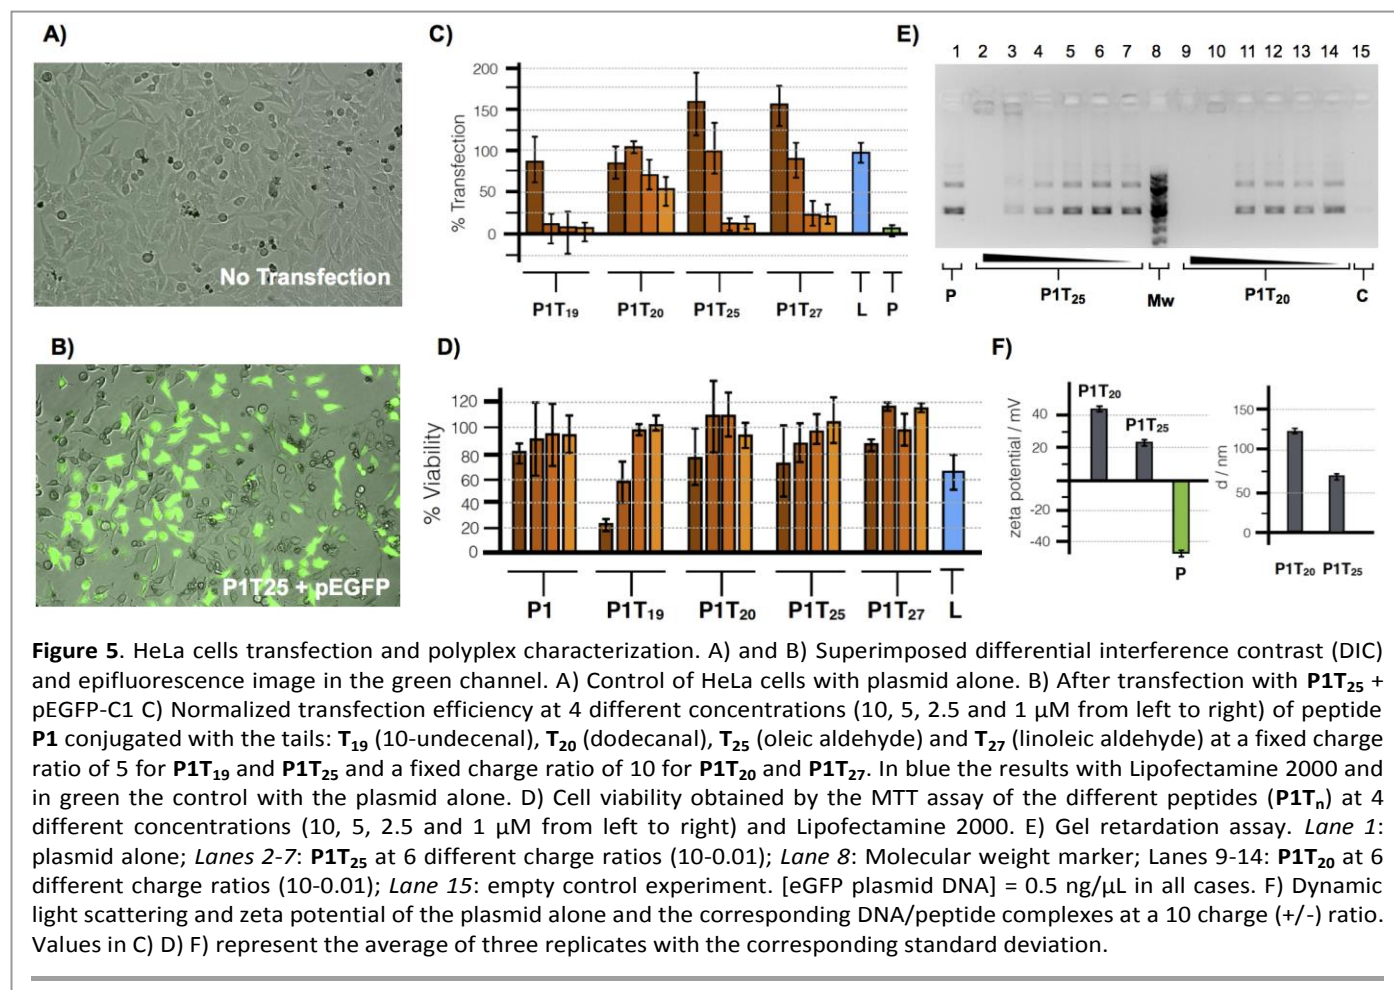 A)
No Transfection
B)
P1T25 + pEGFP
C)
% Transfection
200
150
100
50
0
P1T₁₉ P1T₂₀ P1T₂₅ P1T₂₇ L P
D)
% Viability
120
100
80
60
40
20
0
P1 P1T₁₉ P1T₂₀ P1T₂₅ P1T₂₇ L
E)
1 2 3 4 5 6 7 8 9 10 11 12 13 14 15
P P1T₂₅ Mw P1T₂₀ C
F)
zeta potential / mV
40
20
-20
-40
P1T₂₀
P1T₂₅
P
d / nm
150
100
50
0
P1T₂₀ P1T₂₅
Figure 5. HeLa cells transfection and polyplex characterization. A) and B) Superimposed differential interference contrast (DIC)
and epifluorescence image in the green channel. A) Control of HeLa cells with plasmid alone. B) After transfection with P1T₂₅ +
pEGFP-C1 C) Normalized transfection efficiency at 4 different concentrations (10, 5, 2.5 and 1 µM from left to right) of peptide
P1 conjugated with the tails: T₁₉ (10-undecenal), T₂₀ (dodecanal), T₂₅ (oleic aldehyde) and T₂₇ (linoleic aldehyde) at a fixed charge
ratio of 5 for P1T₁₉ and P1T₂₅ and a fixed charge ratio of 10 for P1T₂₀ and P1T₂₇. In blue the results with Lipofectamine 2000 and
in green the control with the plasmid alone. D) Cell viability obtained by the MTT assay of the different peptides (P1Tₙ) at 4
different concentrations (10, 5, 2.5 and 1 µM from left to right) and Lipofectamine 2000. E) Gel retardation assay. Lane 1:
plasmid alone; Lanes 2-7: P1T₂₅ at 6 different charge ratios (10-0.01); Lane 8: Molecular weight marker; Lanes 9-14: P1T₂₀ at 6
different charge ratios (10-0.01); Lane 15: empty control experiment. [eGFP plasmid DNA] = 0.5 ng/µL in all cases. F) Dynamic
light scattering and zeta potential of the plasmid alone and the corresponding DNA/peptide complexes at a 10 charge (+/-) ratio.
Values in C) D) F) represent the average of three replicates with the corresponding standard deviation.